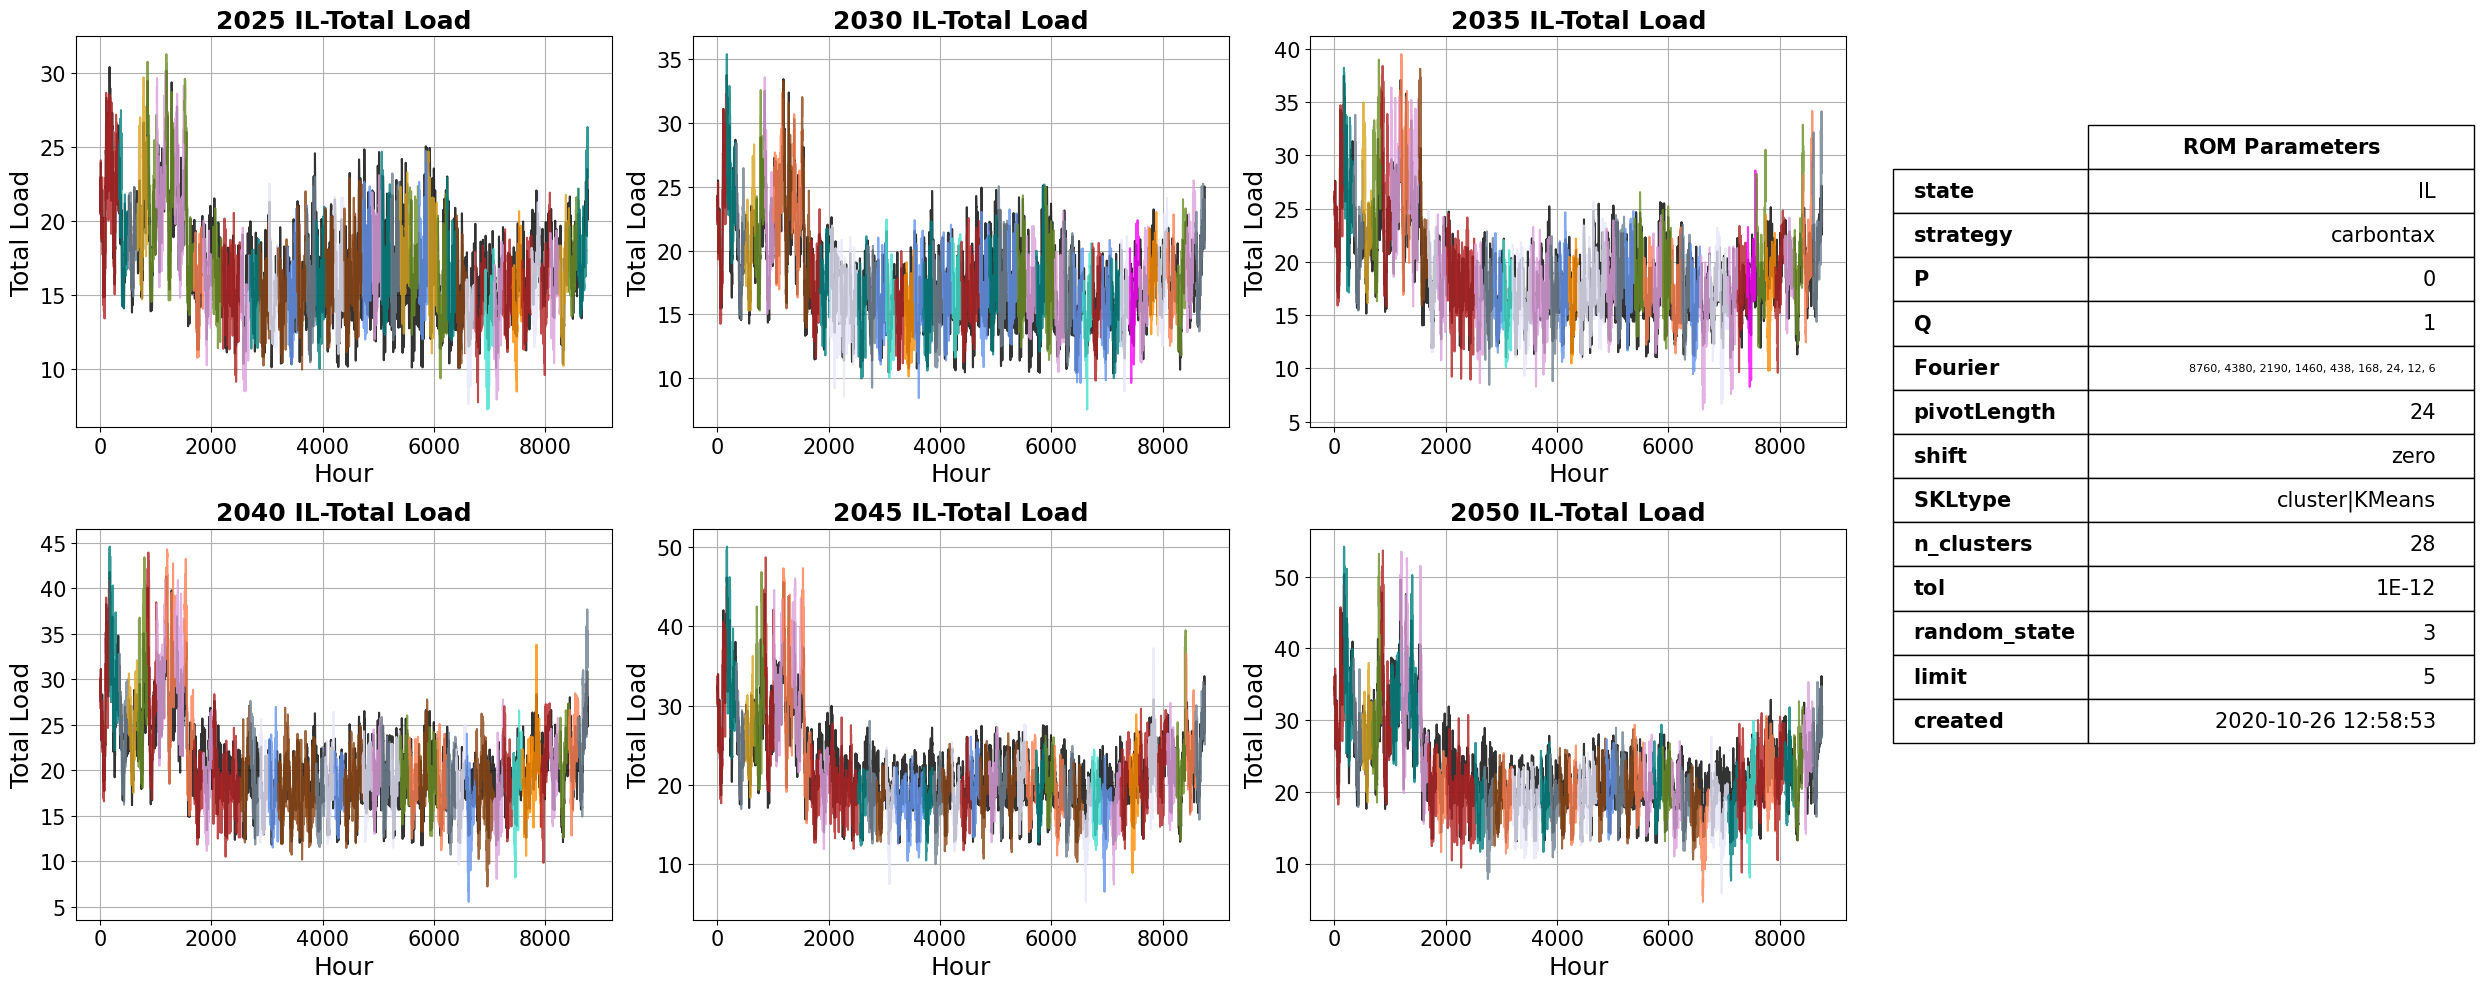 2025 IL-Total Load
Total Load
30
25
20
15
10
0 2000 4000 6000 8000
Hour
2030 IL-Total Load
Total Load
35
30
25
20
15
10
0 2000 4000 6000 8000
Hour
2035 IL-Total Load
Total Load
40
35
30
25
20
15
10
5
0 2000 4000 6000 8000
Hour
2040 IL-Total Load
Total Load
45
40
35
30
25
20
15
10
5
0 2000 4000 6000 8000
Hour
2045 IL-Total Load
Total Load
50
40
30
20
10
0 2000 4000 6000 8000
Hour
2050 IL-Total Load
Total Load
50
40
30
20
10
0 2000 4000 6000 8000
Hour
ROM Parameters
state IL
strategy carbontax
P 0
Q 1
Fourier 8760, 4380, 2190, 1460, 438, 168, 24, 12, 6
pivotLength 24
shift zero
SKLtype cluster|KMeans
n_clusters 28
tol 1E-12
random_state 3
limit 5
created 2020-10-26 12:58:53